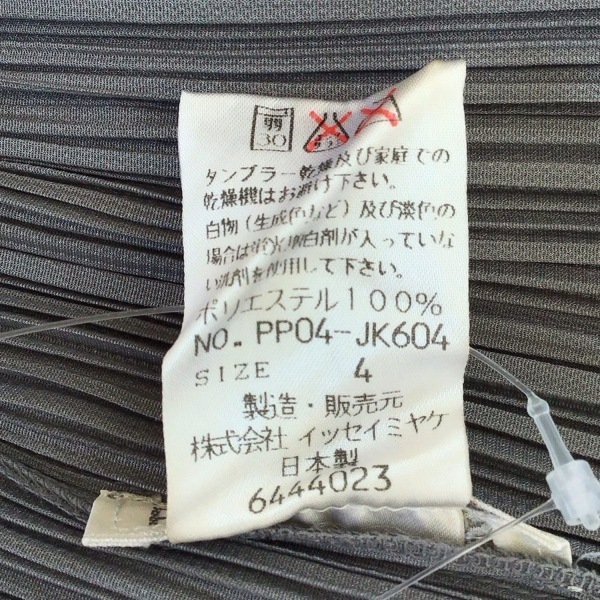 弱
30
タンブラー乾燥及び家庭での
乾燥機はお避け下さい。
白物(生成色など)及び淡色の
場合は蛍光増白剤が入っていな
い洗剤を使用して下さい。
ポリエステル100%
NO. PP04-JK604
SIZE 4
製造・販売元
株式会社 イッセイミヤケ
日本製
6444023